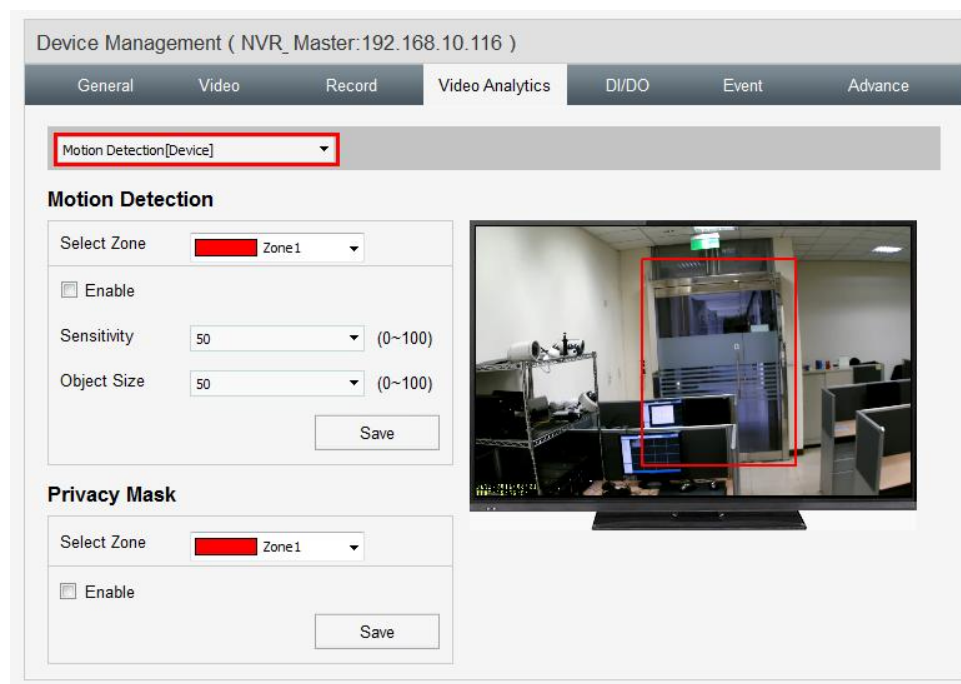 Device Management ( NVR_Master:192.168.10.116 )
General Video Record Video Analytics DI/DO Event Advance
Motion Detection[Device]
Motion Detection
Select Zone Zone1
Enable
Sensitivity 50 (0~100)
Object Size 50 (0~100)
Save
Privacy Mask
Select Zone Zone1
Enable
Save